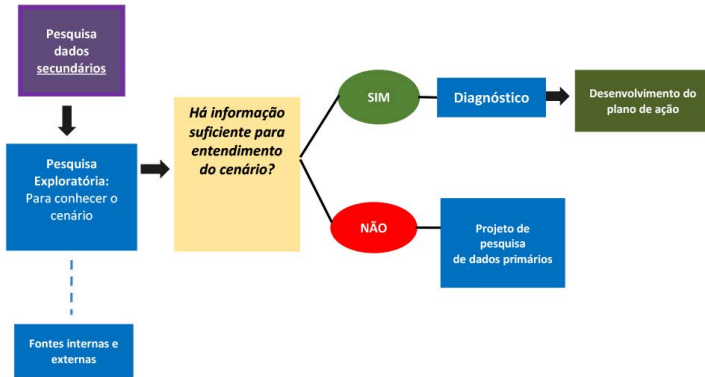 Pesquisa
dados
secundários
Pesquisa
Exploratória:
Para conhecer o
cenário
Fontes internas e
externas
Há informação
suficiente para
entendimento
do cenário?
SIM
Diagnóstico
Desenvolvimento do
plano de ação
NÃO
Projeto de
pesquisa
de dados primários